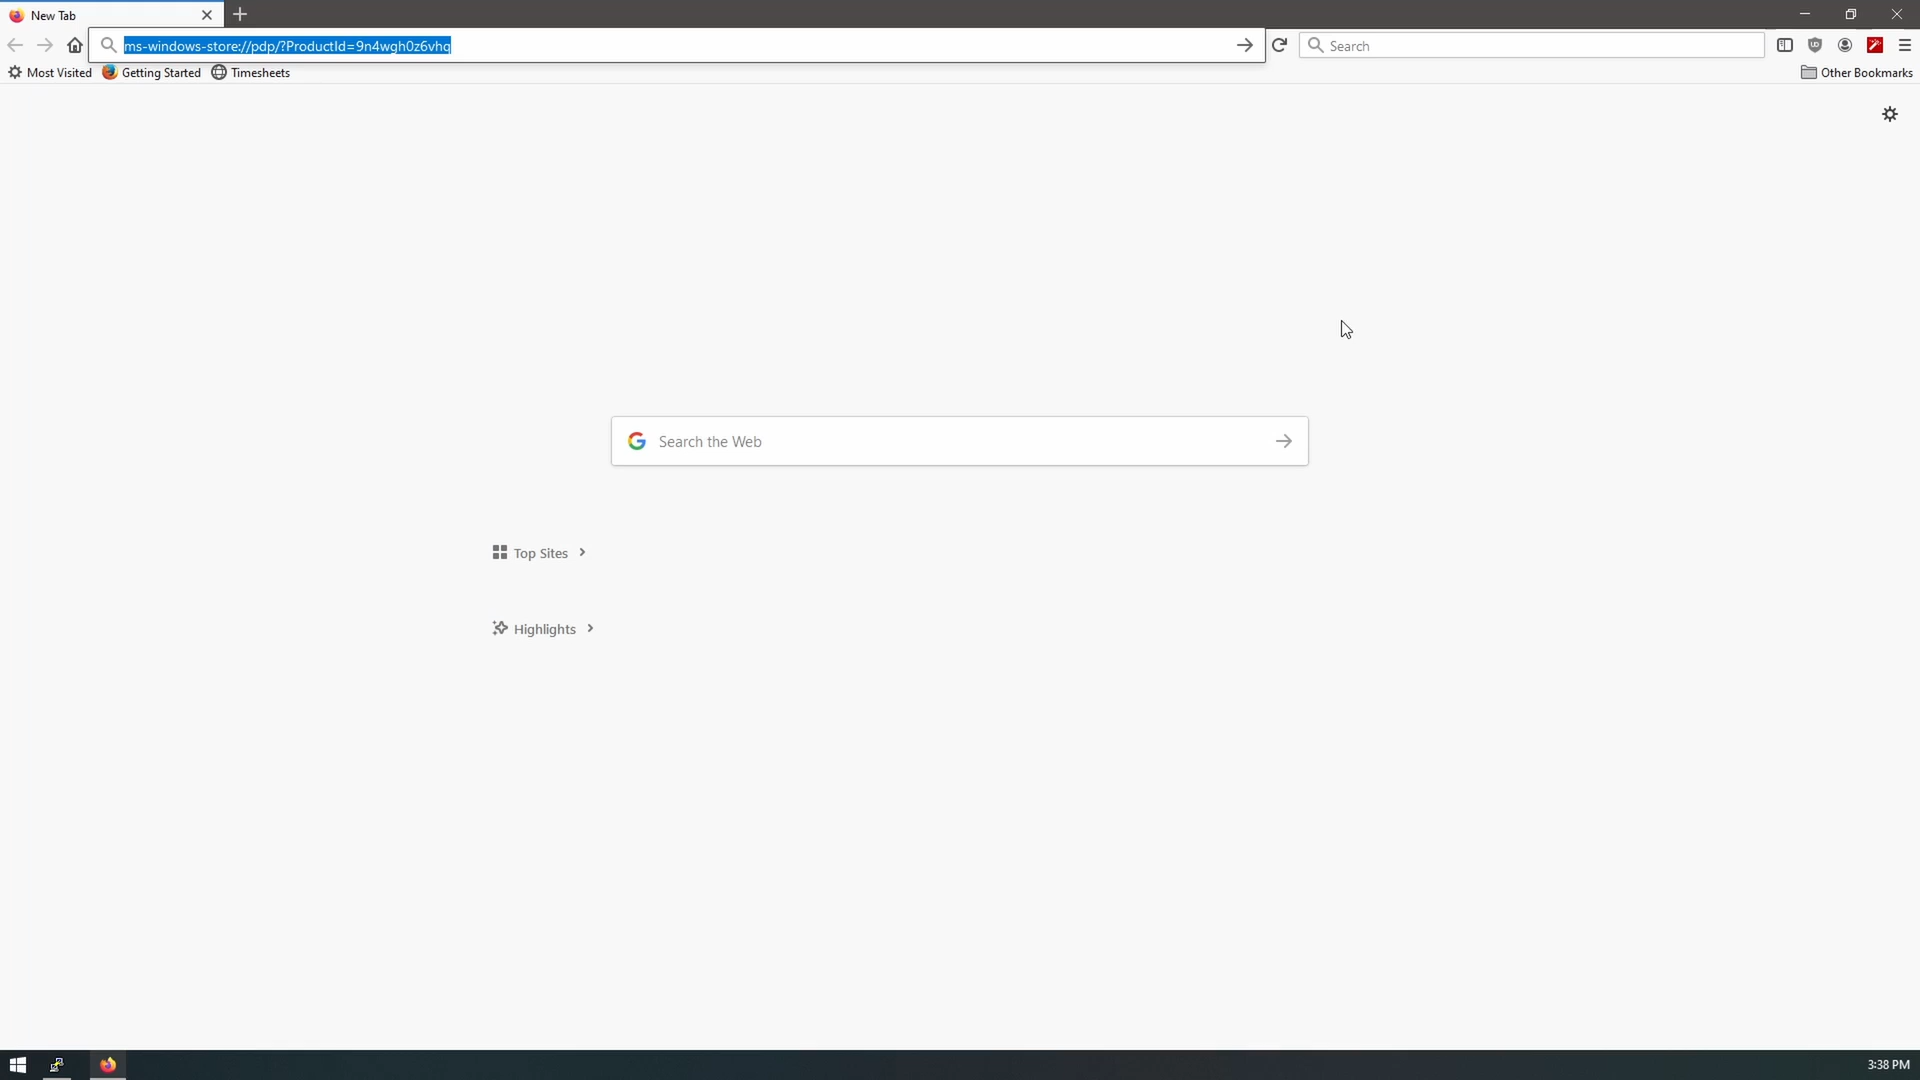 New Tab
ms-windows-store://pdp/?ProductId=9n4wgh0z6vhq
Search
Most Visited
Getting Started
Timesheets
Other Bookmarks
Search the Web
Top Sites
Highlights
3:38 PM